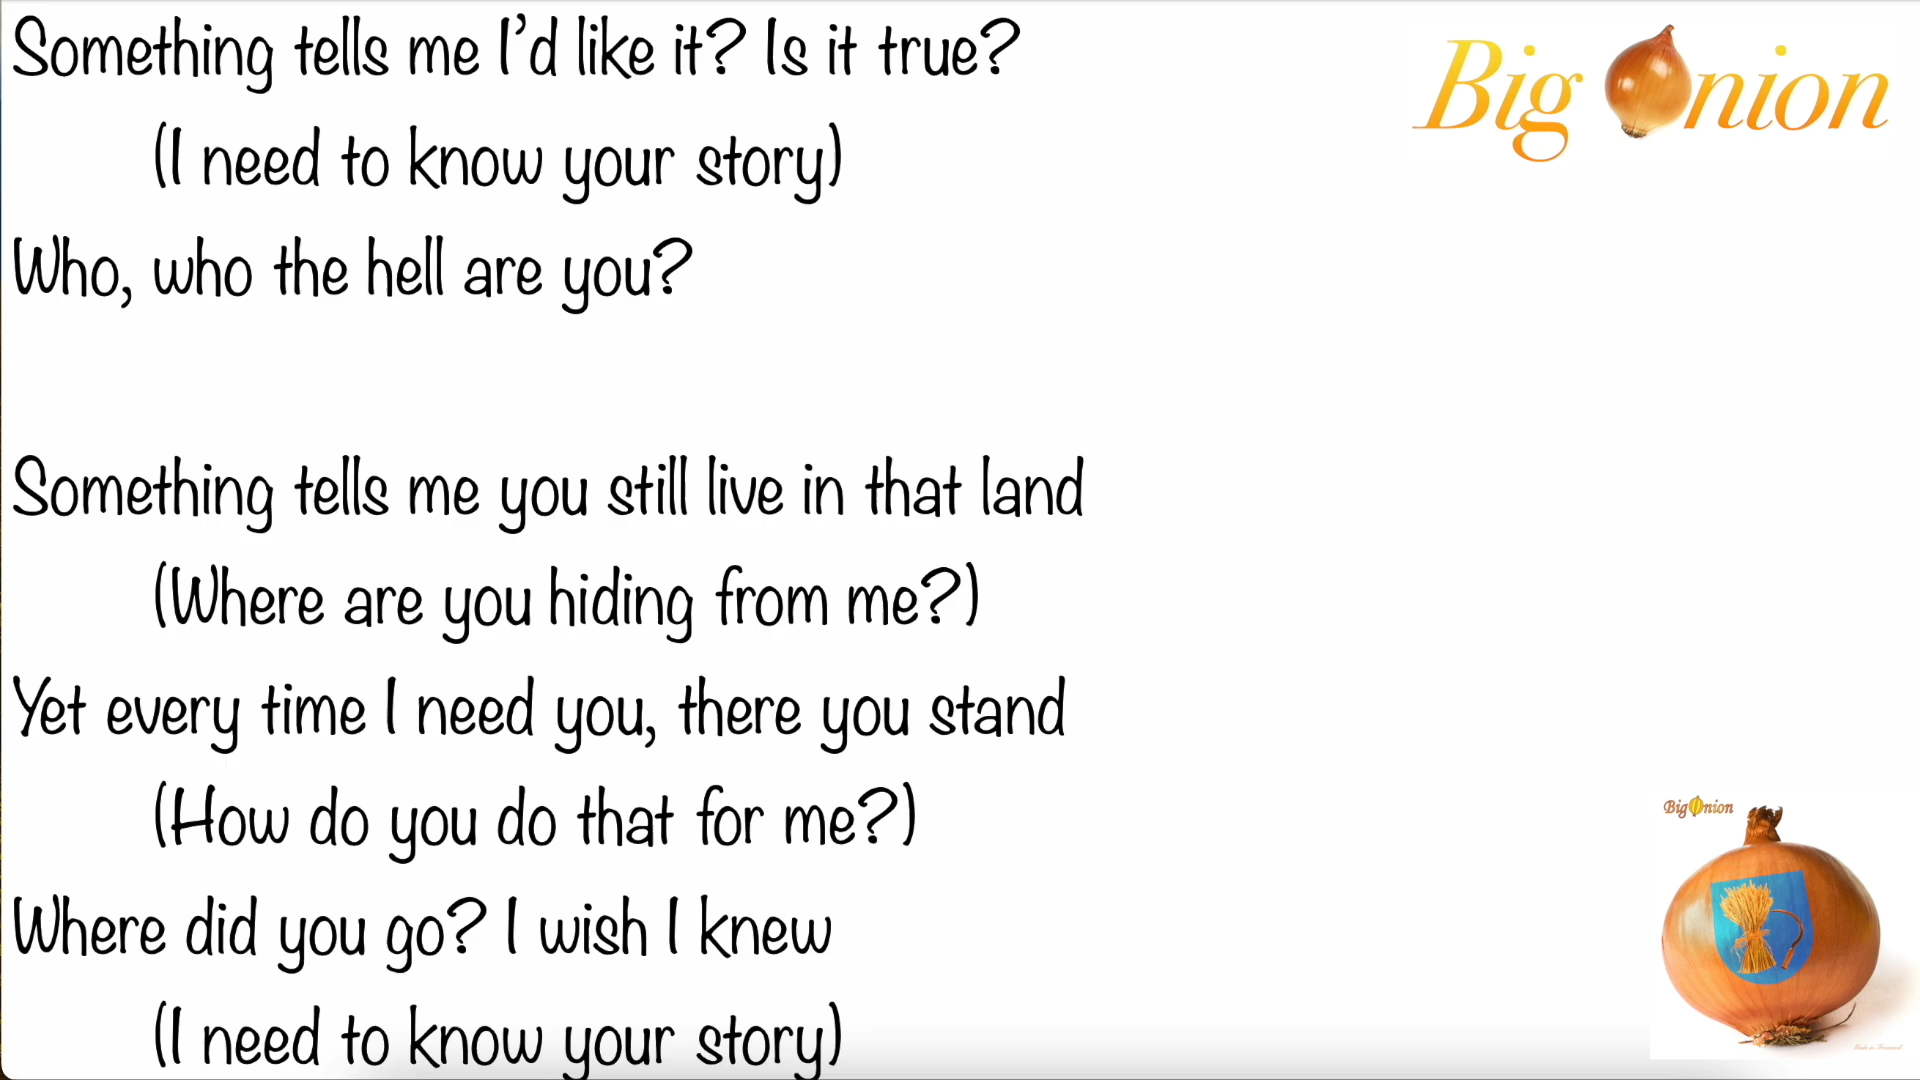 Something tells me I'd like it? Is it true?
(I need to know your story)
Who, who the hell are you?
Something tells me you still live in that land
(Where are you hiding from me?)
Yet every time I need you, there you stand
(How do you do that for me?)
Where did you go? I wish I knew
(I need to know your story)
Big Onion
Big Onion